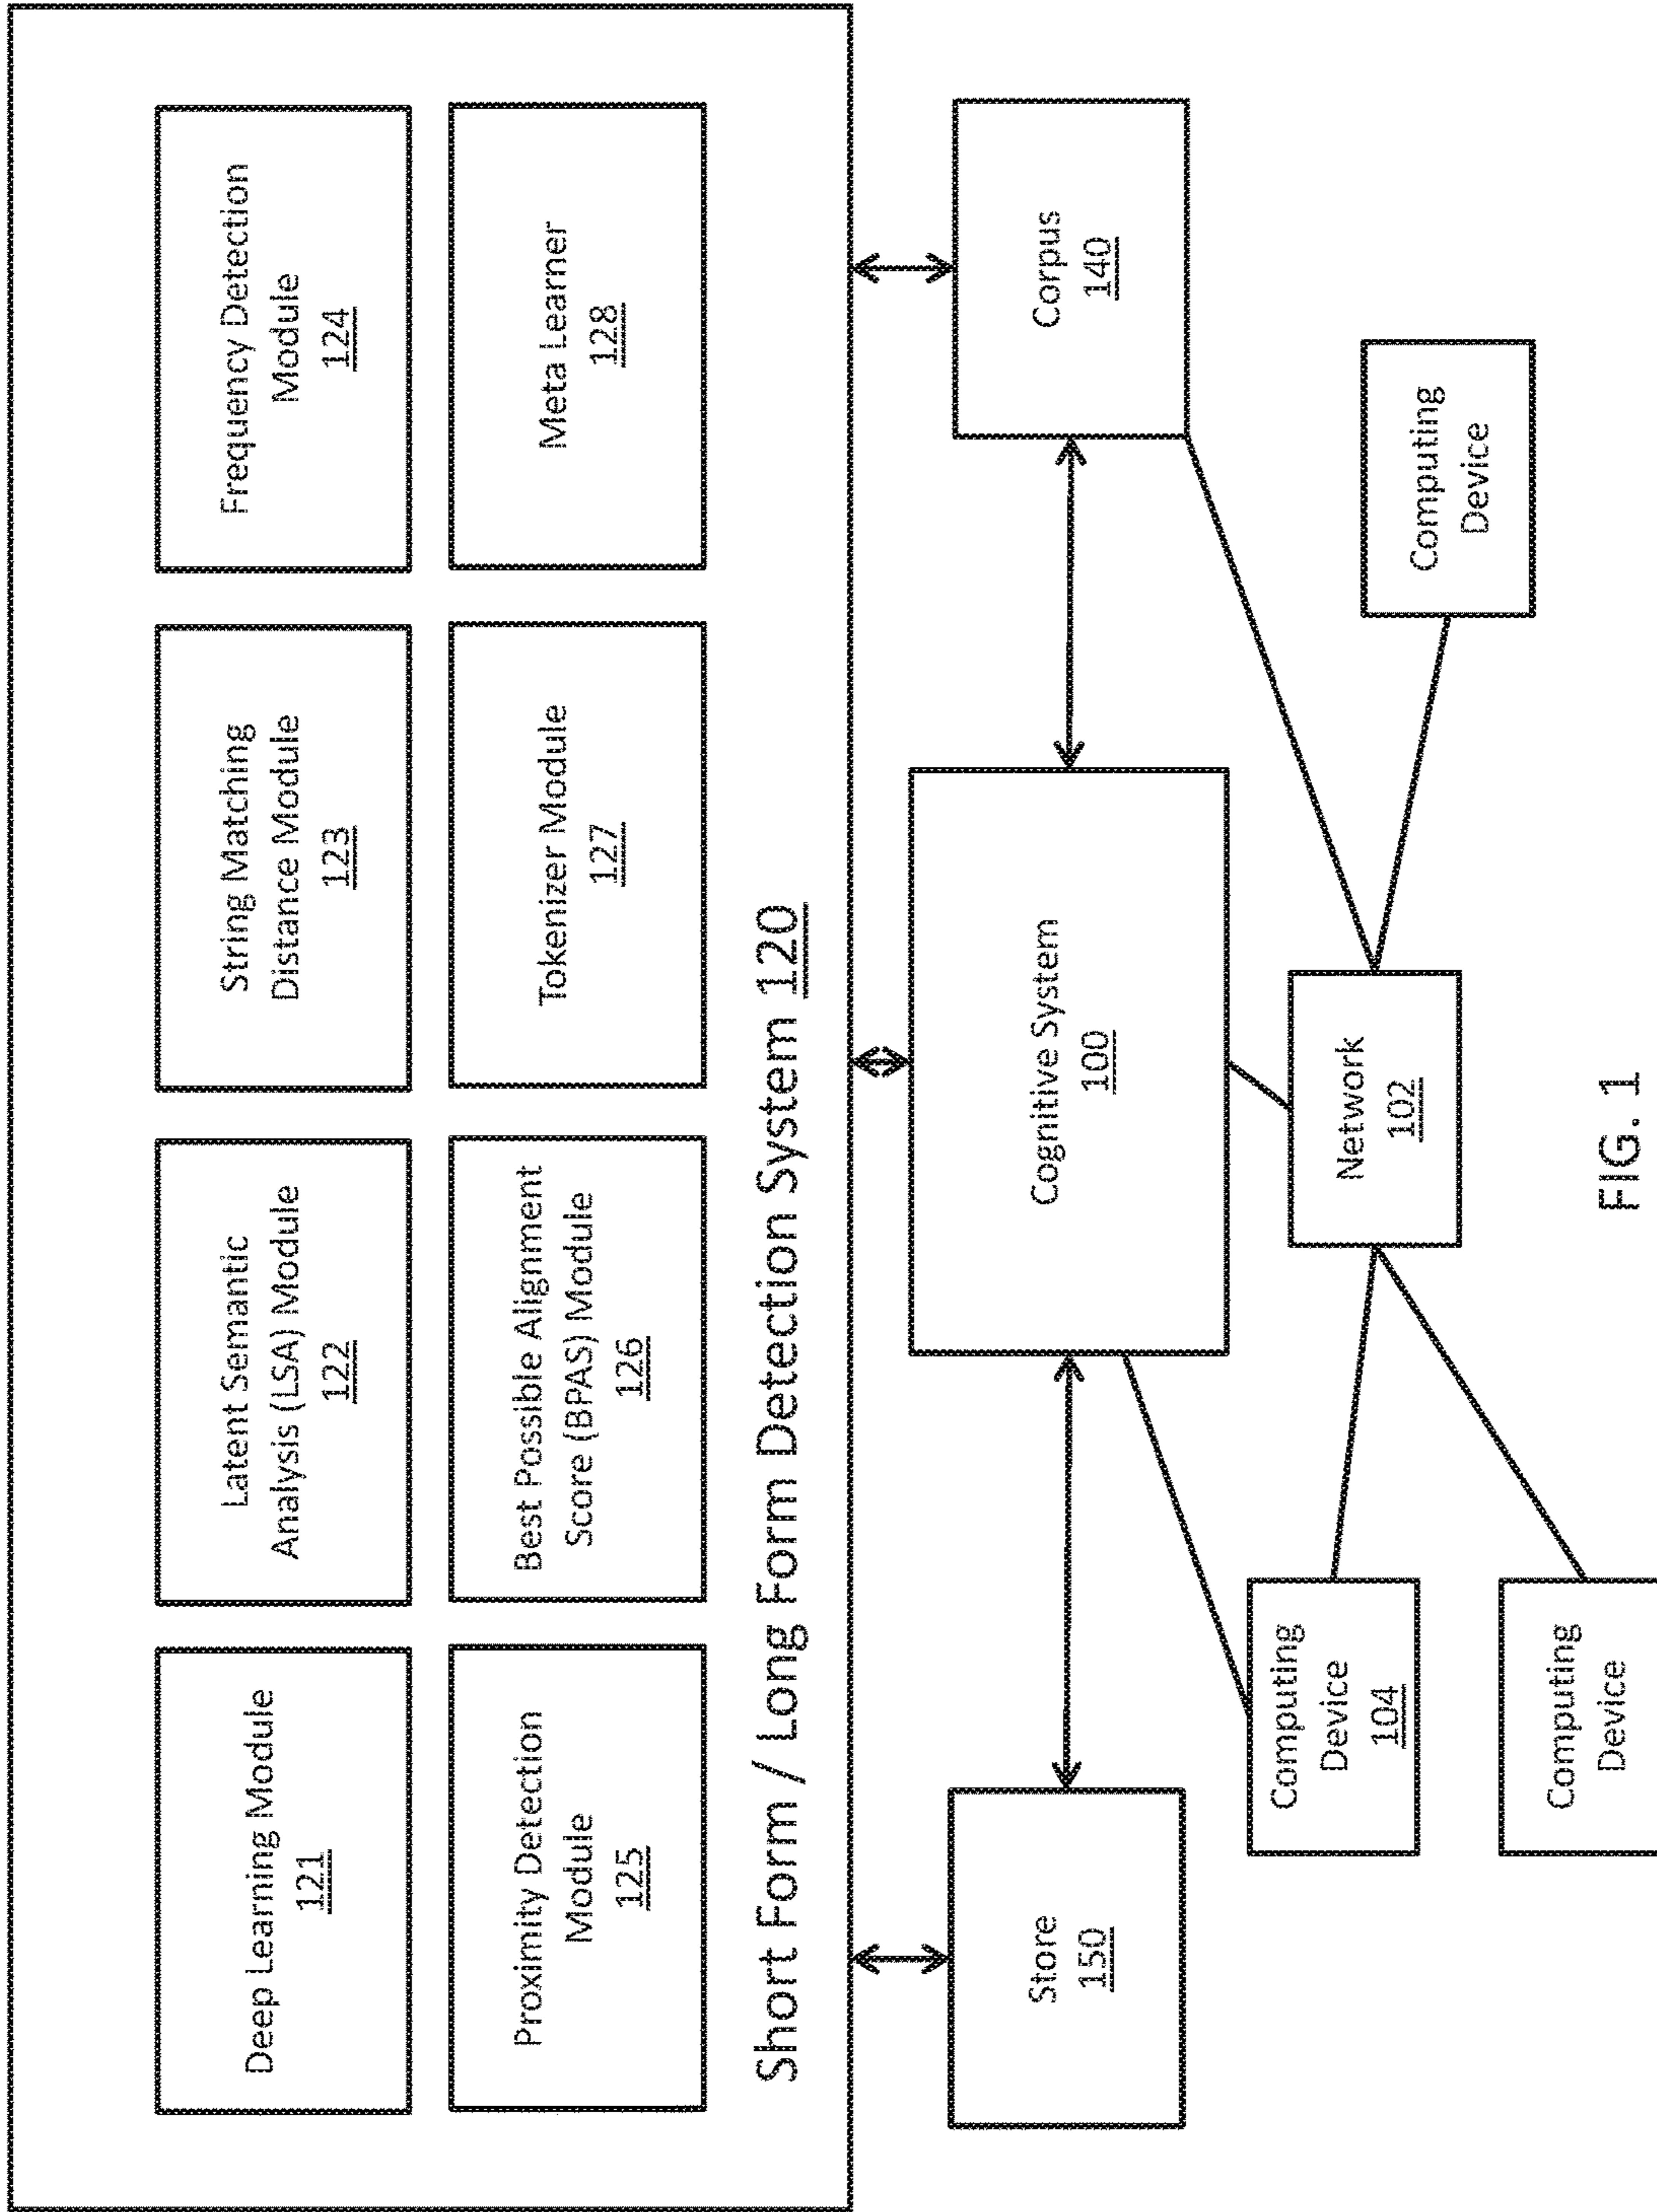 Deep Learning Module
121
Latent Semantic
Analysis (LSA) Module
122
String Matching
Distance Module
123
Frequency Detection
Module
124
Proximity Detection
Module
125
Best Possible Alignment
Score (BPAS) Module
126
Tokenizer Module
127
Meta Learner
128
Short Form / Long Form Detection System 120
Store
150
Cognitive System
100
Corpus
140
Computing
Device
104
Network
102
Computing
Device
Computing
Device
FIG. 1